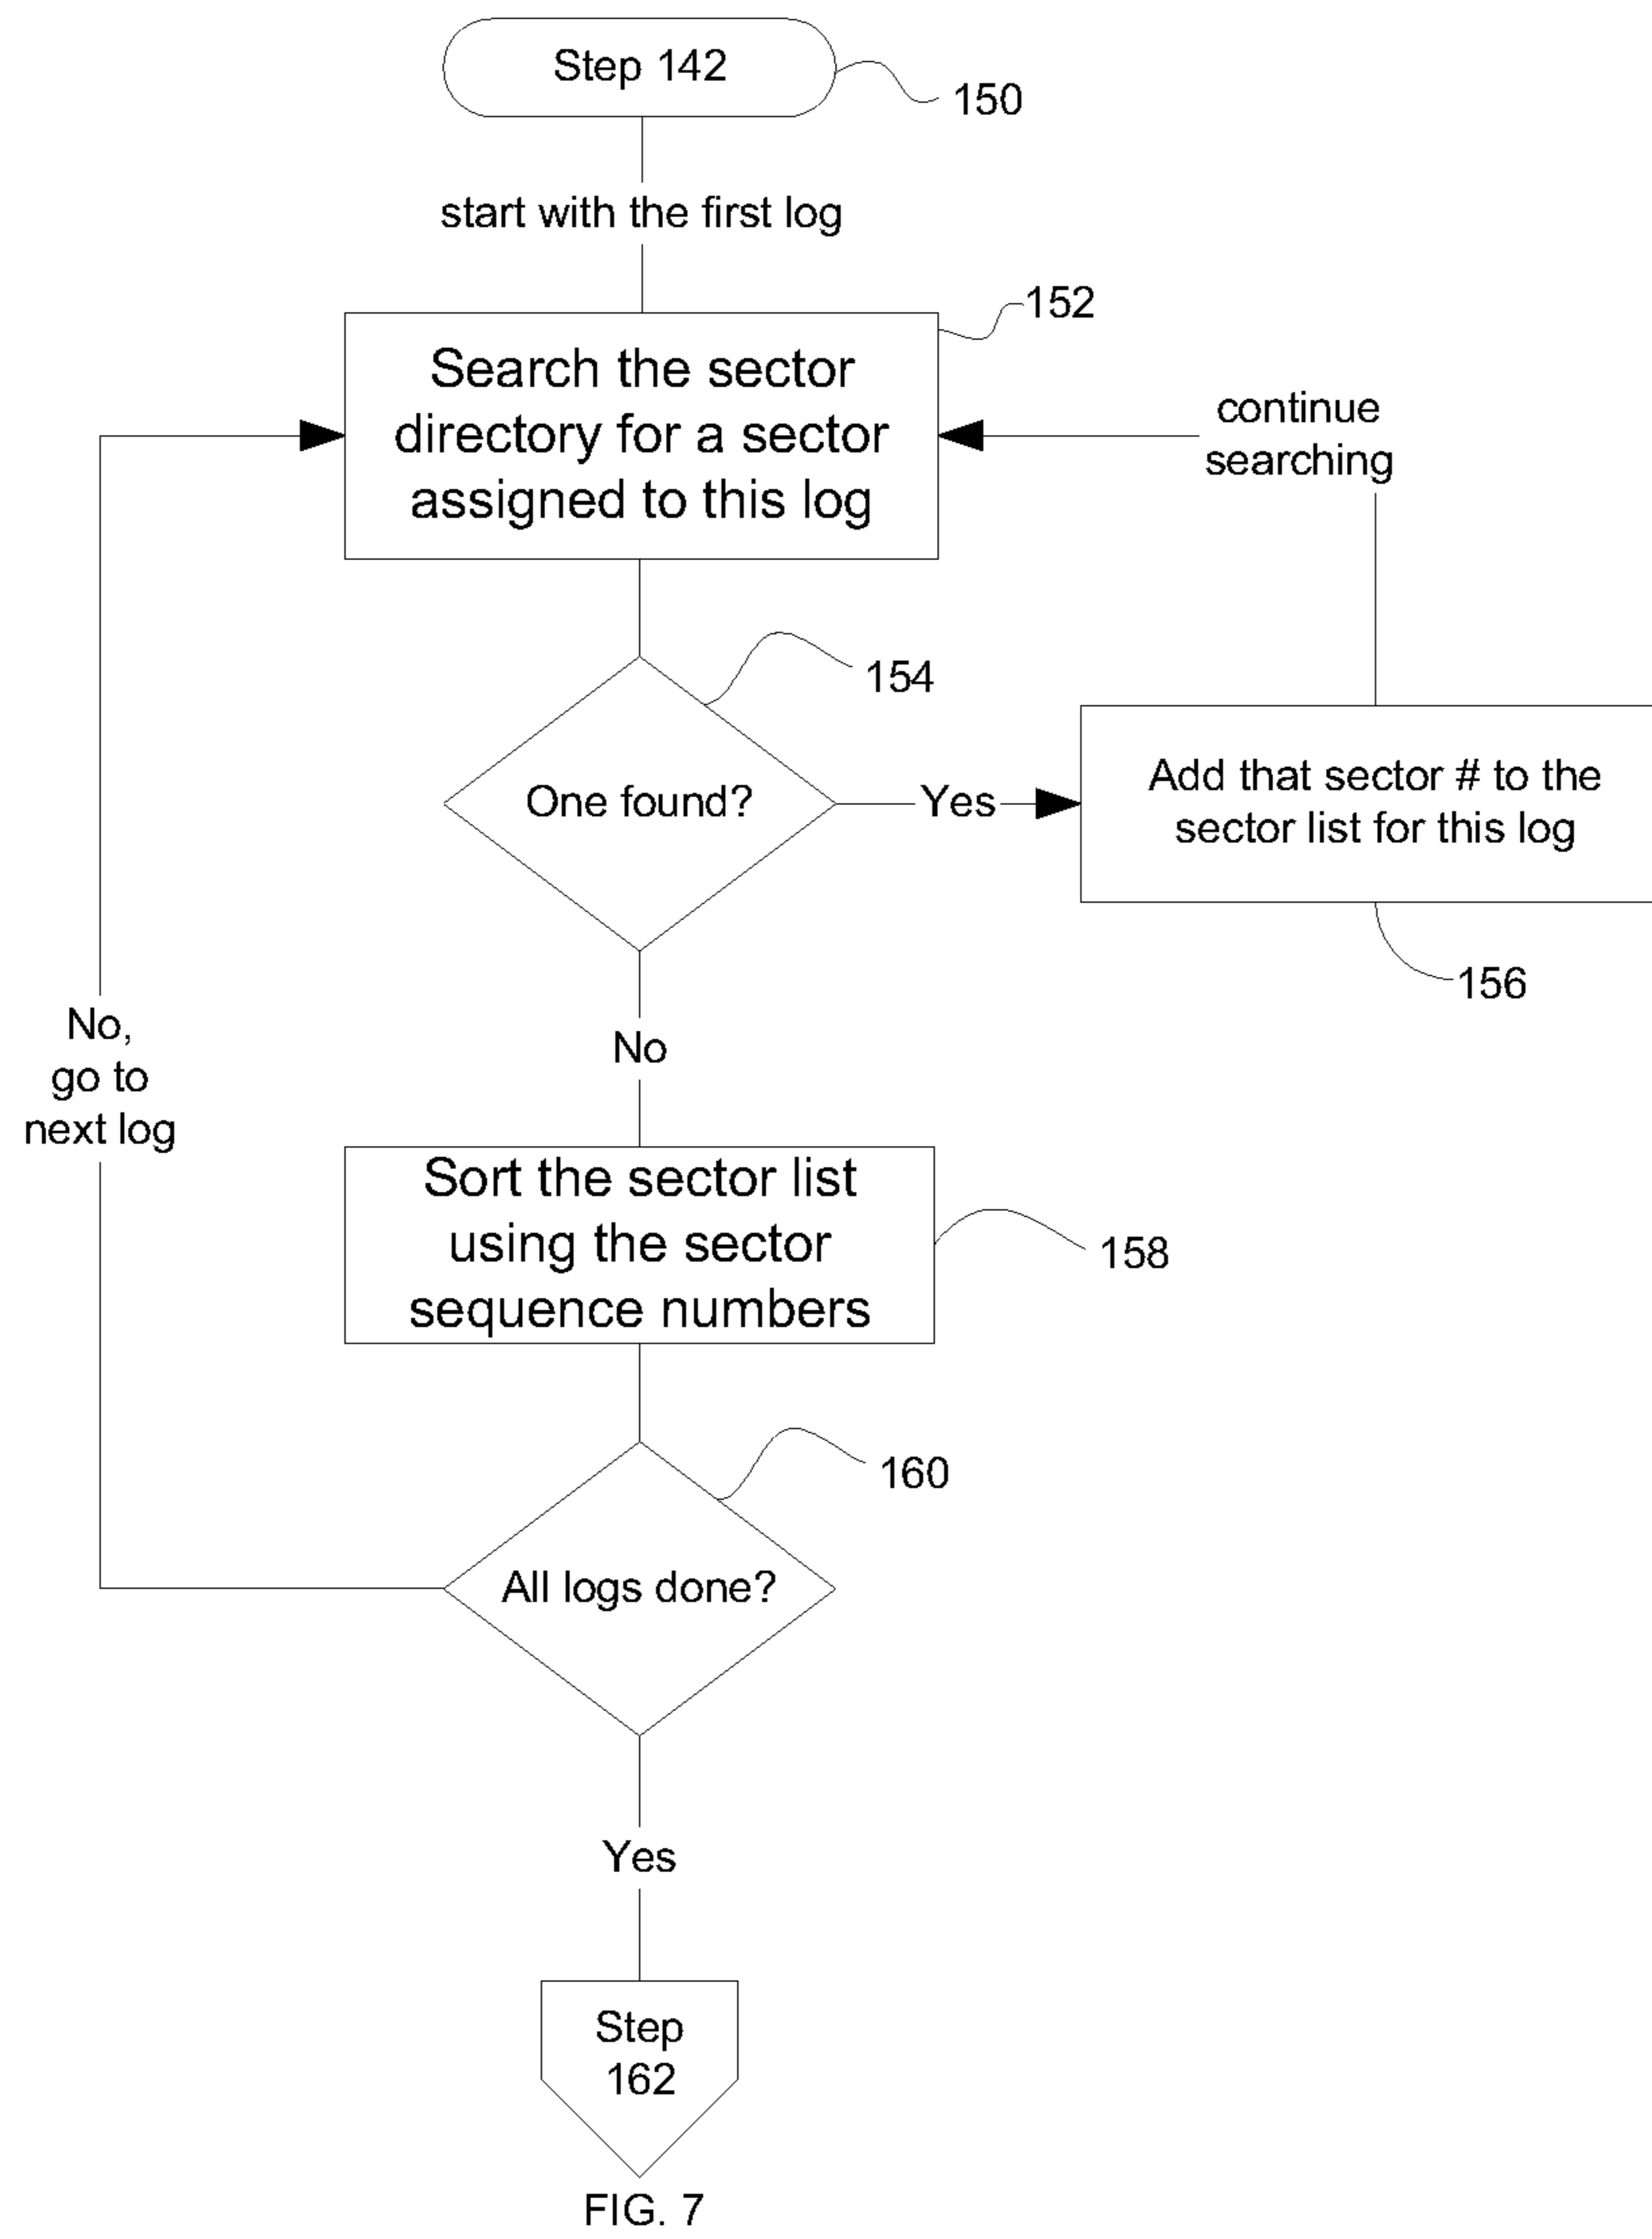 Step 142
150
start with the first log
152
Search the sector
directory for a sector
assigned to this log
continue
searching
154
One found?
Yes
Add that sector # to the
sector list for this log
156
No,
go to
next log
No
Sort the sector list
using the sector
sequence numbers
158
160
All logs done?
Yes
Step
162
FIG. 7